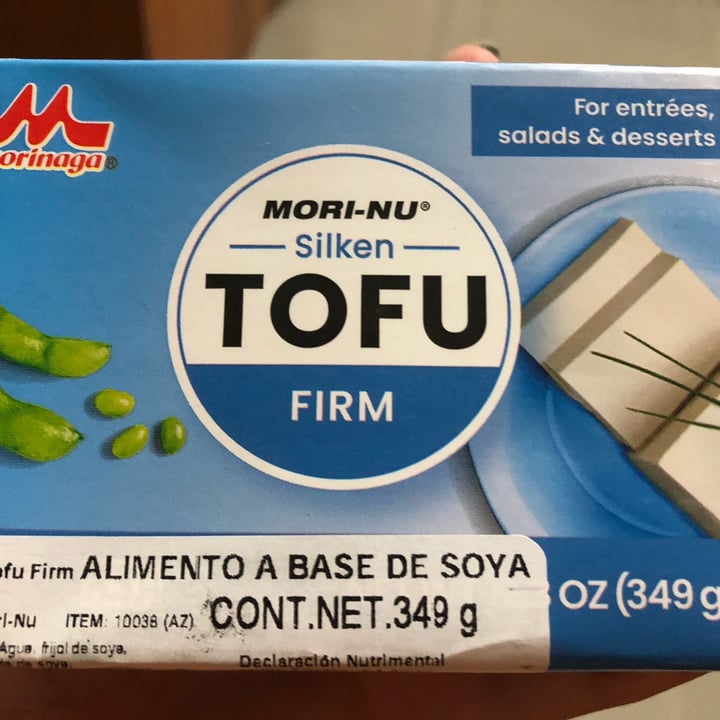 orinaga®
For entrées,
salads & desserts
MORI-NU®
Silken
TOFU
FIRM
OZ (349 g
ofu Firm ALIMENTO A BASE DE SOYA
ri-Nu ITEM: 10036 (AZ) CONT.NET.349 g
Agua, frijol de soya,
Declaración Nutrimental